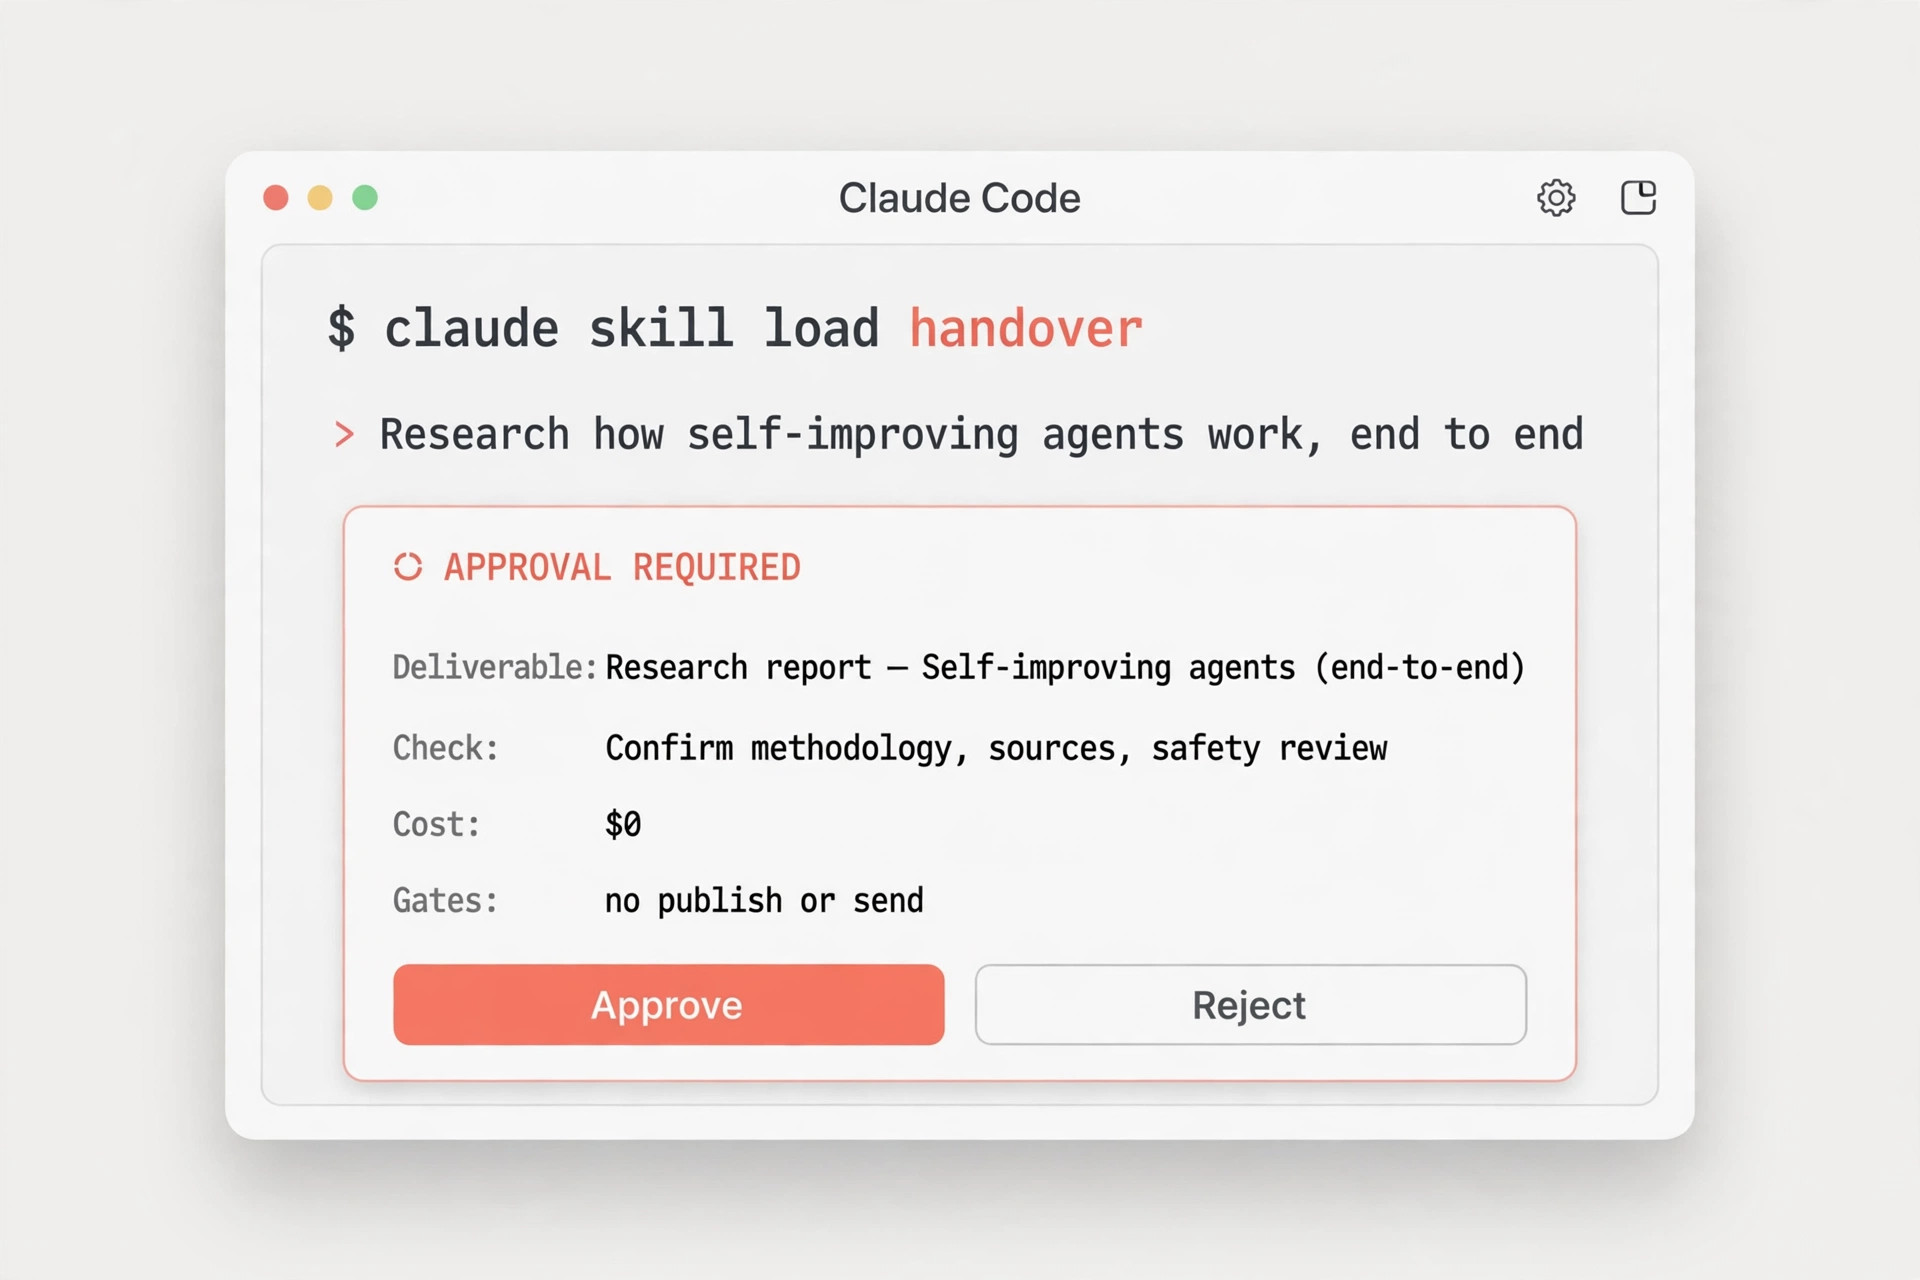 Claude Code
$ claude skill load handover
> Research how self-improving agents work, end to end
APPROVAL REQUIRED
Deliverable: Research report — Self-improving agents (end-to-end)
Check: Confirm methodology, sources, safety review
Cost: $0
Gates: no publish or send
Approve Reject